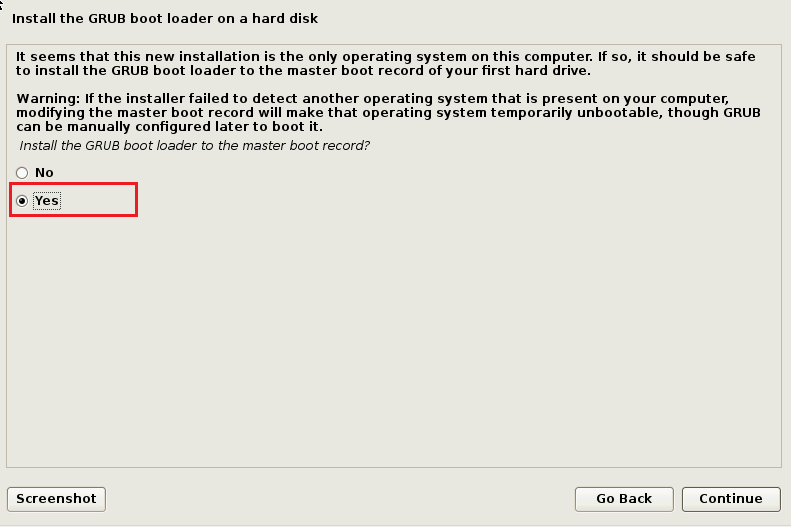 Install the GRUB boot loader on a hard disk
It seems that this new installation is the only operating system on this computer. If so, it should be safe
to install the GRUB boot loader to the master boot record of your first hard drive.
Warning: If the installer failed to detect another operating system that is present on your computer,
modifying the master boot record will make that operating system temporarily unbootable, though GRUB
can be manually configured later to boot it.
Install the GRUB boot loader to the master boot record?
No
Yes
Screenshot
Go Back
Continue